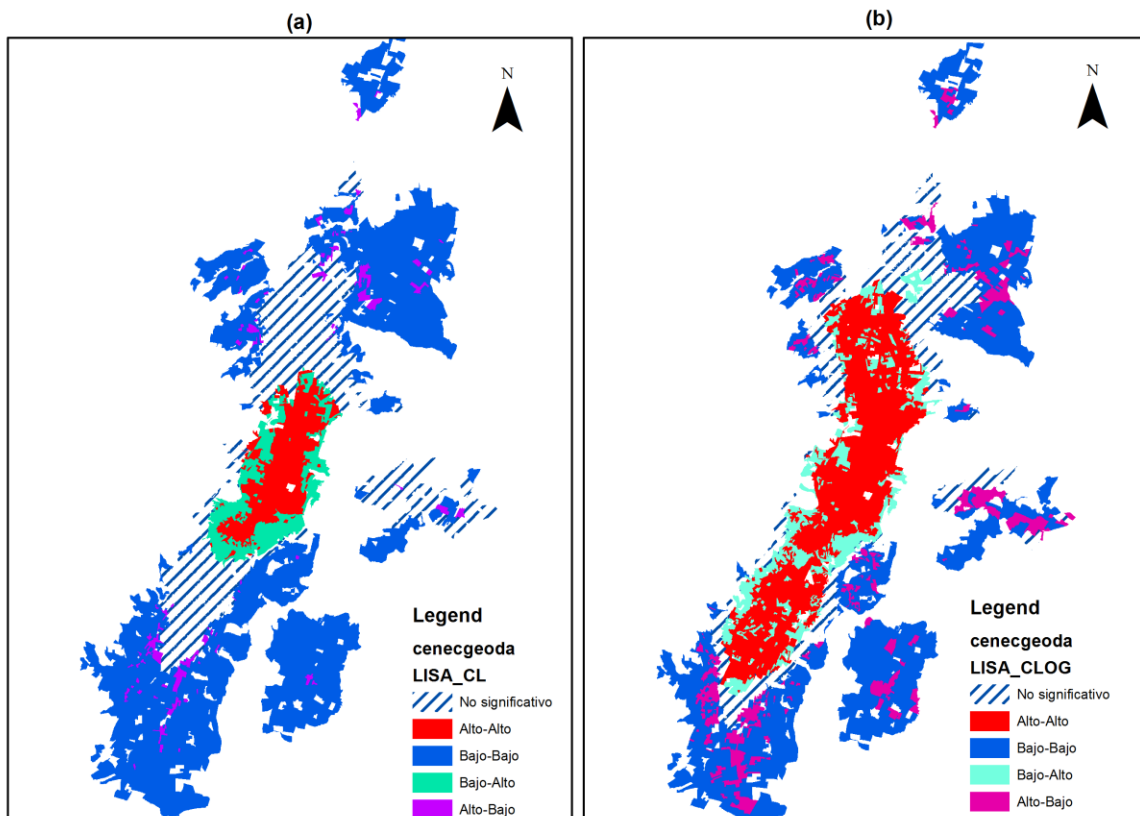 (a)
N
Legend
cenecgeoda
LISA_CL
No significativo
Alto-Alto
Bajo-Bajo
Bajo-Alto
Alto-Bajo
(b)
N
Legend
cenecgeoda
LISA_CLOG
No significativo
Alto-Alto
Bajo-Bajo
Bajo-Alto
Alto-Bajo